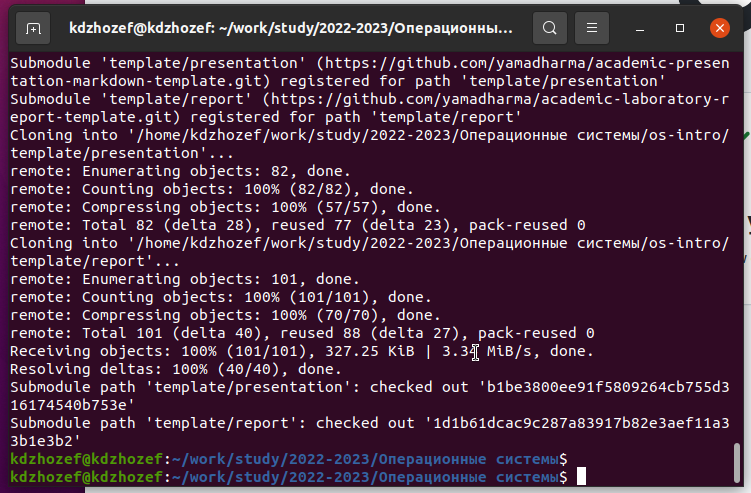 kdzhozef@kdzhozef: ~/work/study/2022-2023/Операционны...
Submodule 'template/presentation' (https://github.com/yamadharma/academic-presen
tation-markdown-template.git) registered for path 'template/presentation'
Submodule 'template/report' (https://github.com/yamadharma/academic-laboratory-r
eport-template.git) registered for path 'template/report'
Cloning into '/home/kdzhozef/work/study/2022-2023/Операционные системы/os-intro/
template/presentation'...
remote: Enumerating objects: 82, done.
remote: Counting objects: 100% (82/82), done.
remote: Compressing objects: 100% (57/57), done.
remote: Total 82 (delta 28), reused 77 (delta 23), pack-reused 0
Cloning into '/home/kdzhozef/work/study/2022-2023/Операционные системы/os-intro/
template/report'...
remote: Enumerating objects: 101, done.
remote: Counting objects: 100% (101/101), done.
remote: Compressing objects: 100% (70/70), done.
remote: Total 101 (delta 40), reused 88 (delta 27), pack-reused 0
Receiving objects: 100% (101/101), 327.25 KiB | 3.34 MiB/s, done.
Resolving deltas: 100% (40/40), done.
Submodule path 'template/presentation': checked out 'b1be3800ee91f5809264cb755d3
16174540b753e'
Submodule path 'template/report': checked out '1d1b61dcac9c287a83917b82e3aef11a3
3b1e3b2'
kdzhozef@kdzhozef:~/work/study/2022-2023/Операционные системы$
kdzhozef@kdzhozef:~/work/study/2022-2023/Операционные системы$